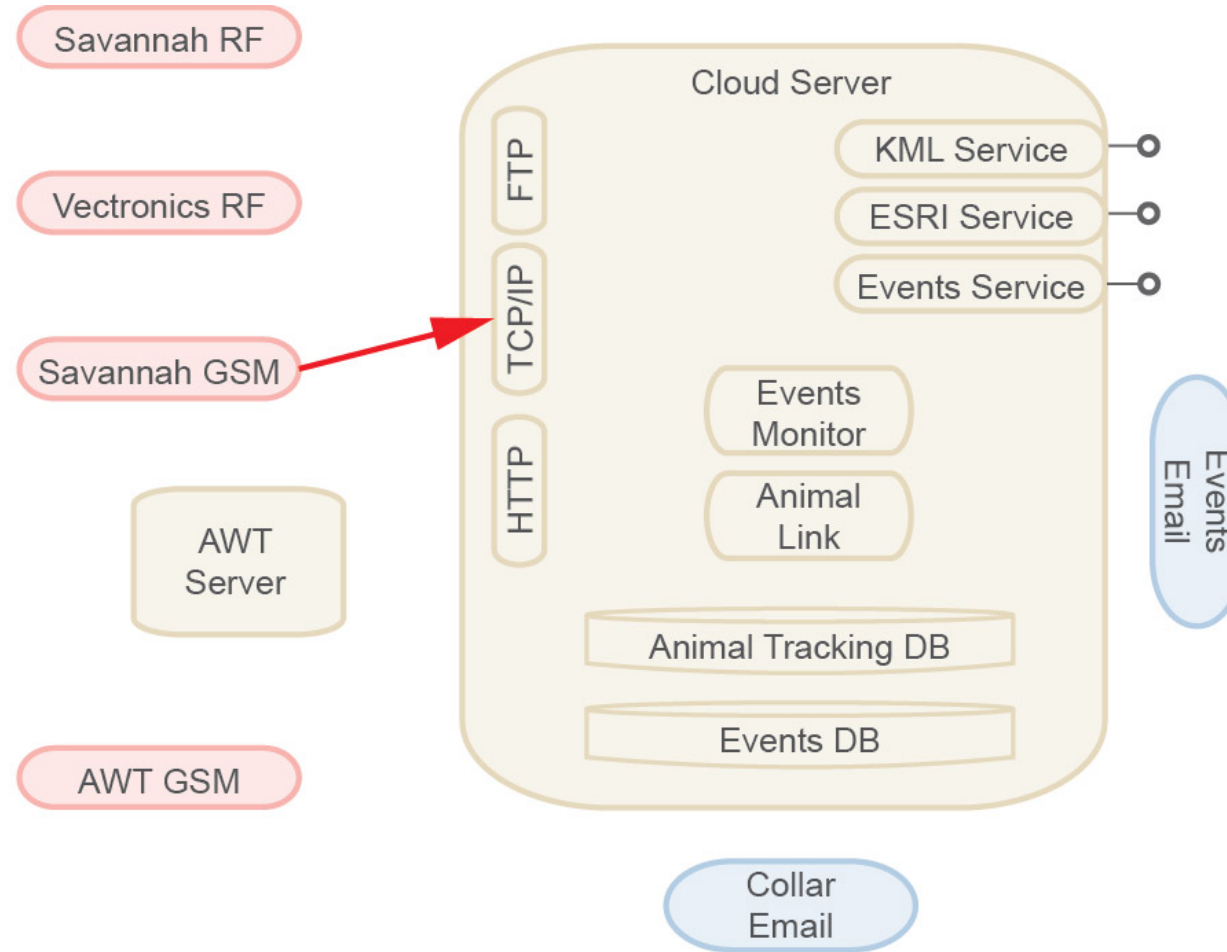 Savannah RF
Vectronics RF
Savannah GSM
AWT
Server
AWT GSM
Cloud Server
FTP
TCP/IP
HTTP
KML Service
ESRI Service
Events Service
Events
Monitor
Animal
Link
Animal Tracking DB
Events DB
Events
Email
Collar
Email